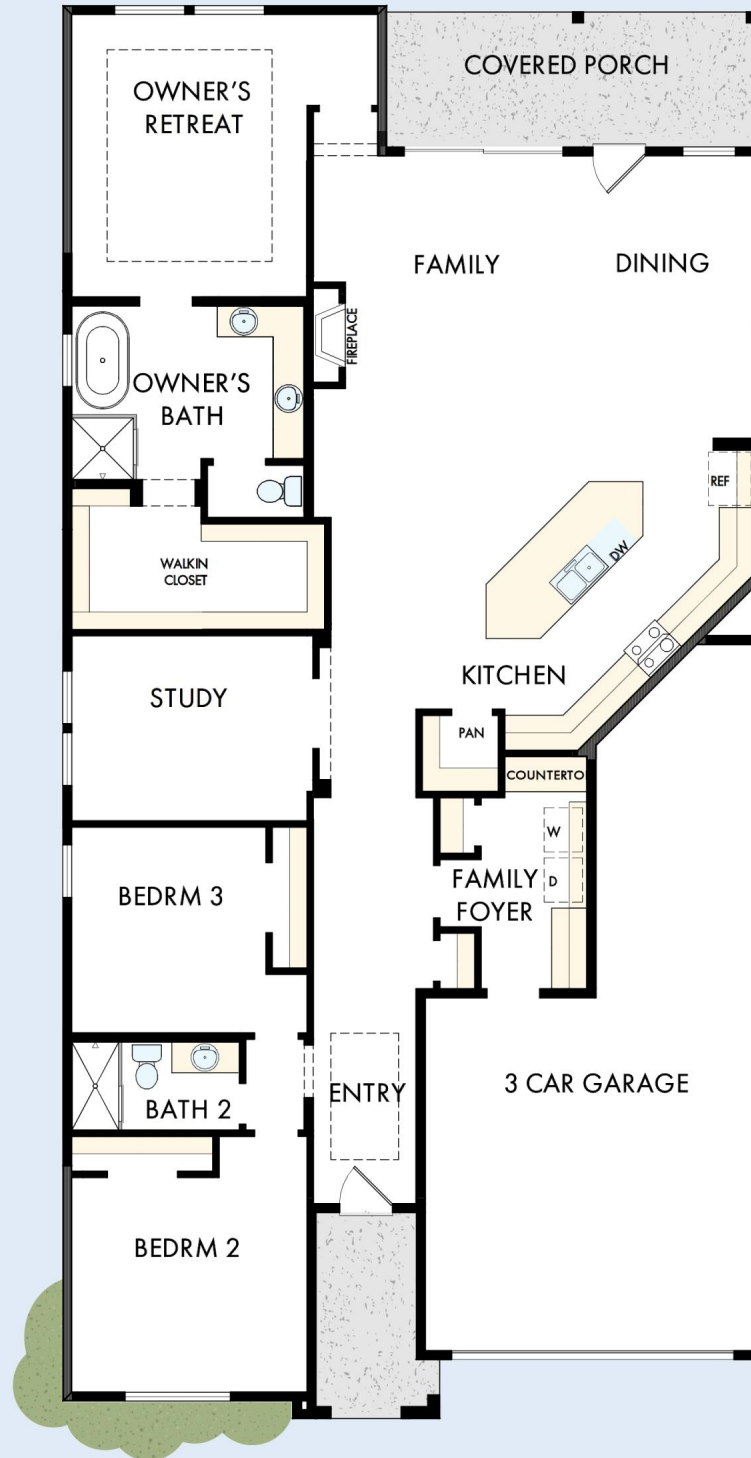 COVERED PORCH
OWNER'S
RETREAT
FAMILY
DINING
FIREPLACE
OWNER'S
BATH
REF
DW
WALKIN
CLOSET
KITCHEN
STUDY
PAN
COUNTERTO
W
D
FAMILY
FOYER
BEDRM 3
ENTRY
3 CAR GARAGE
BATH 2
BEDRM 2